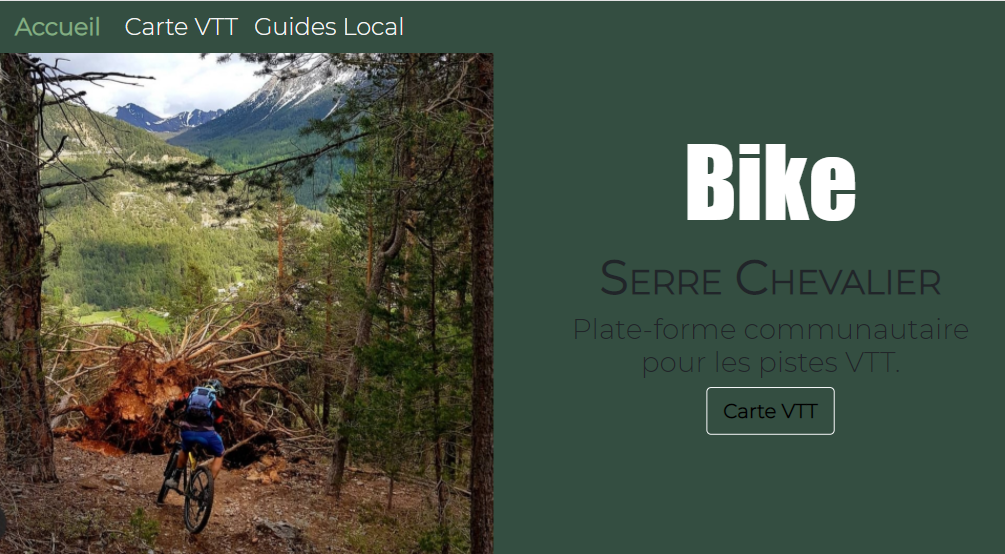 Accueil Carte VTT Guides Local
Bike
Serre Chevalier
Plate-forme communautaire
pour les pistes VTT.
Carte VTT